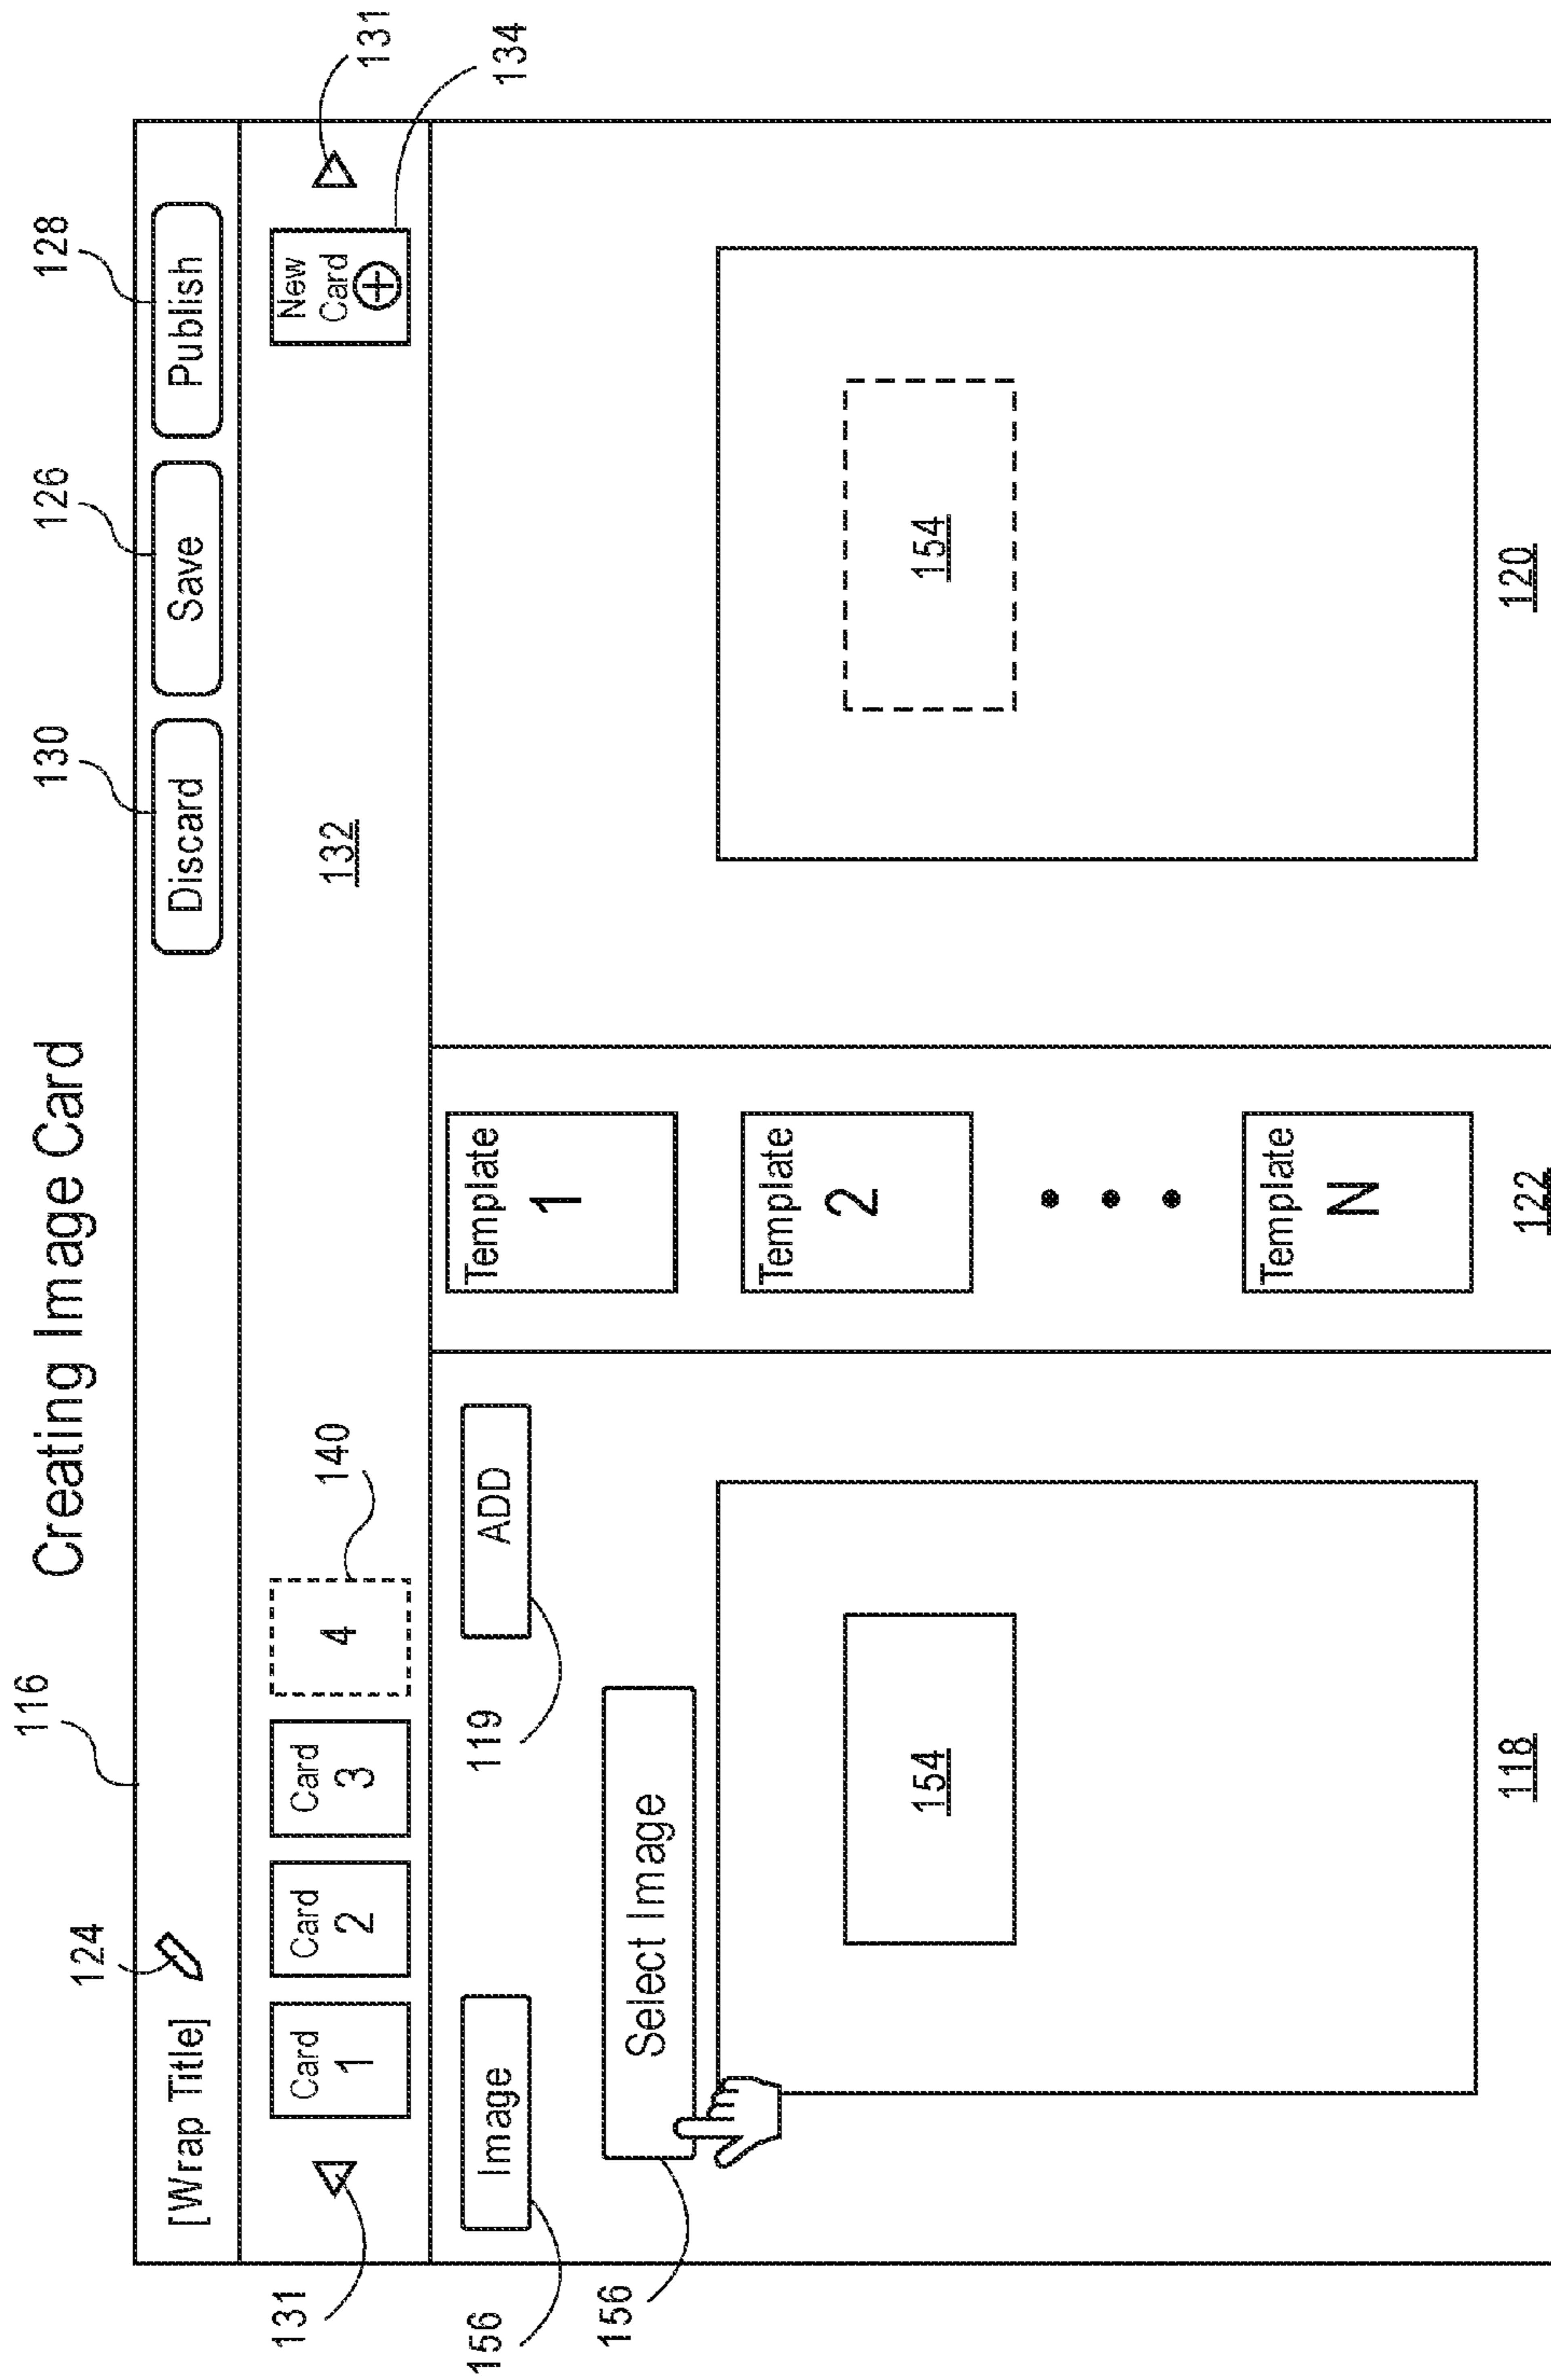 Creating Image Card
116
124
130
126
128
[Wrap Title]
Discard
Save
Publish
131
Card
1
Card
2
Card
3
4
140
132
New
Card
131
134
156
Image
119
ADD
156
Select Image
154
118
Template
1
Template
2
Template
N
122
154
120